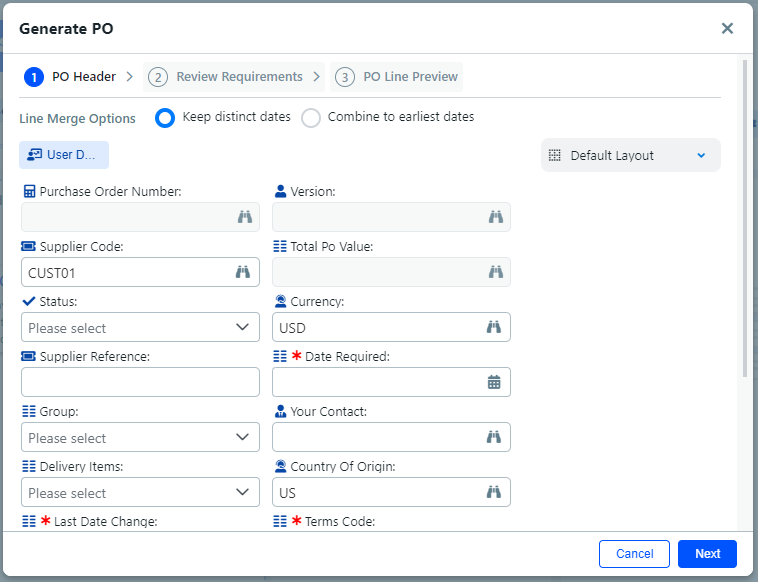 Generate PO
1 PO Header 2 Review Requirements 3 PO Line Preview
Line Merge Options Keep distinct dates Combine to earliest dates
User D... Default Layout
Purchase Order Number: Version:
Supplier Code: Total Po Value:
CUST01
Status: Currency:
Please select USD
Supplier Reference: * Date Required:
Group: Your Contact:
Please select
Delivery Items: Country Of Origin:
Please select US
* Last Date Change: * Terms Code:
Cancel Next